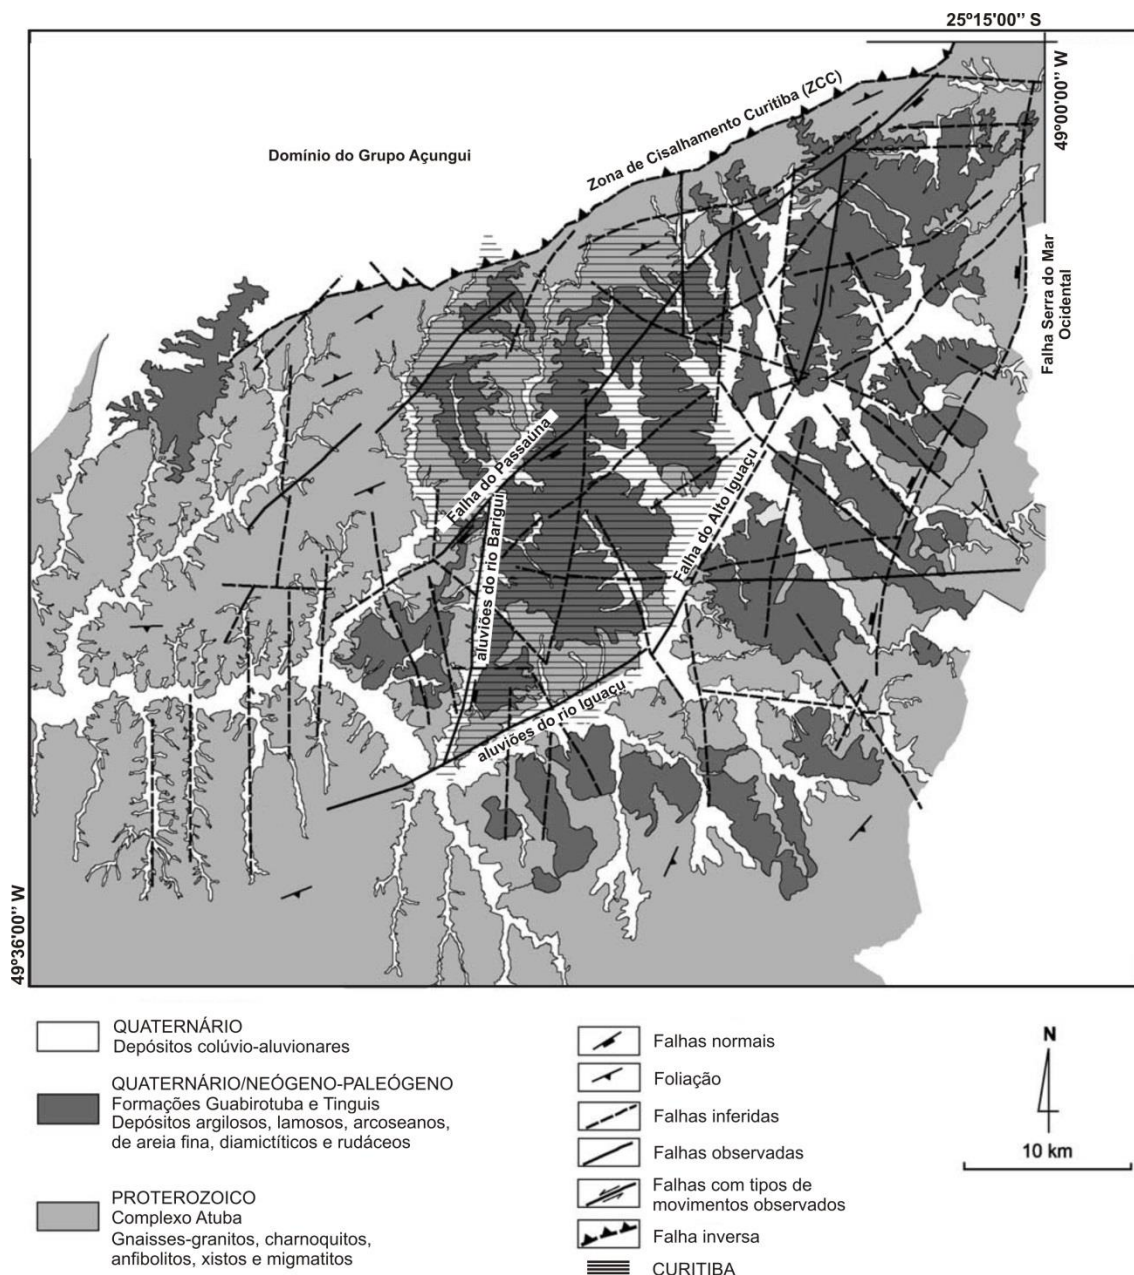 25º15'00'' S
49º00'00'' W
Zona de Cisalhamento Curitiba (ZCC)
Domínio do Grupo Açungui
Falha Serra do Mar
Ocidental
Falha do Passaúna
aluviões do rio Barigui
Falha do Alto Iguaçu
aluviões do rio Iguaçu
49º36'00'' W
QUATERNÁRIO
Depósitos colúvio-aluvionares
QUATERNÁRIO/NEÓGENO-PALEÓGENO
Formações Guabirotuba e Tinguis
Depósitos argilosos, lamosos, arcoseanos,
de areia fina, diamictíticos e rudáceos
PROTEROZOICO
Complexo Atuba
Gnaisses-granitos, charnoquitos,
anfibolitos, xistos e migmatitos
Falhas normais
Foliação
Falhas inferidas
Falhas observadas
Falhas com tipos de
movimentos observados
Falha inversa
CURITIBA
N
10 km